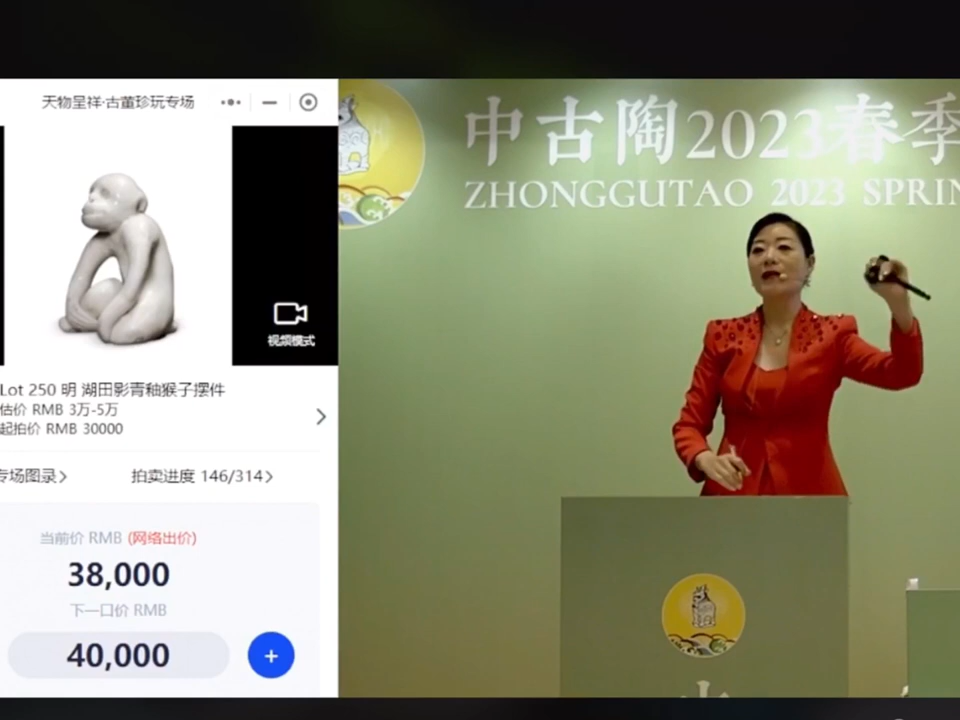 天物呈祥·古董珍玩专场
视频模式
Lot 250 明 湖田影青釉猴子摆件
估价 RMB 3万-5万
起拍价 RMB 30000
专场图录
拍卖进度 146/314
当前价 RMB (网络出价)
38,000
下一口价 RMB
40,000
中古陶2023春季
ZHONGGUTAO 2023 SPRIN